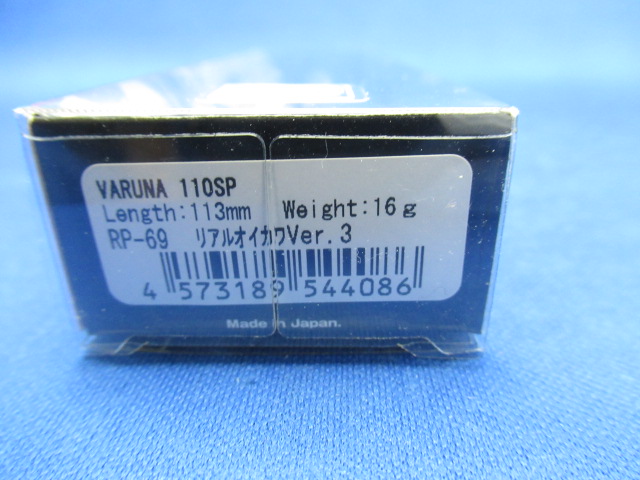 VARUNA 110SP
Length:113mm Weight:16g
RP-69 リアルオイカワVer.3
4 573189 544086
Made in Japan.